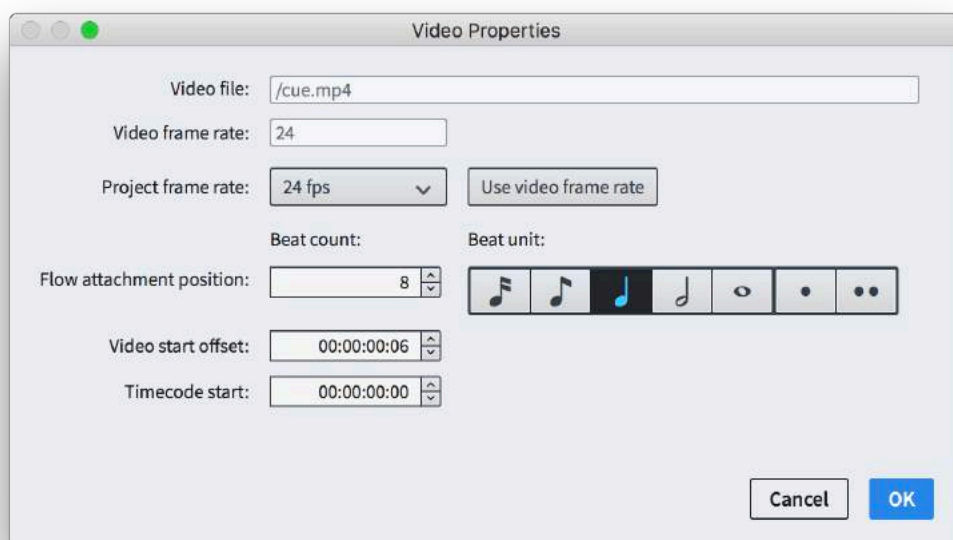 Video Properties
Video file: /cue.mp4
Video frame rate: 24
Project frame rate: 24 fps Use video frame rate
Beat count: Beat unit:
Flow attachment position: 8
Video start offset: 00:00:00:06
Timecode start: 00:00:00:00
Cancel OK